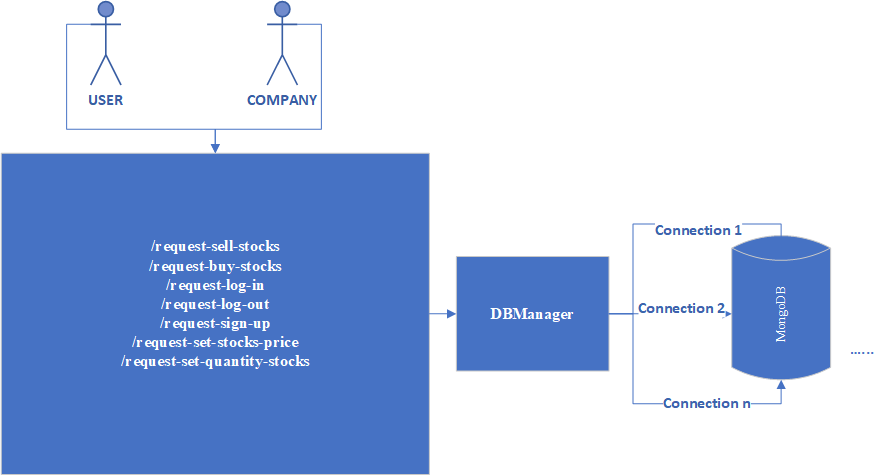 USER
COMPANY
/request-sell-stocks
/request-buy-stocks
/request-log-in
/request-log-out
/request-sign-up
/request-set-stocks-price
/request-set-quantity-stocks
DBManager
Connection 1
Connection 2
Connection n
MongoDB
......